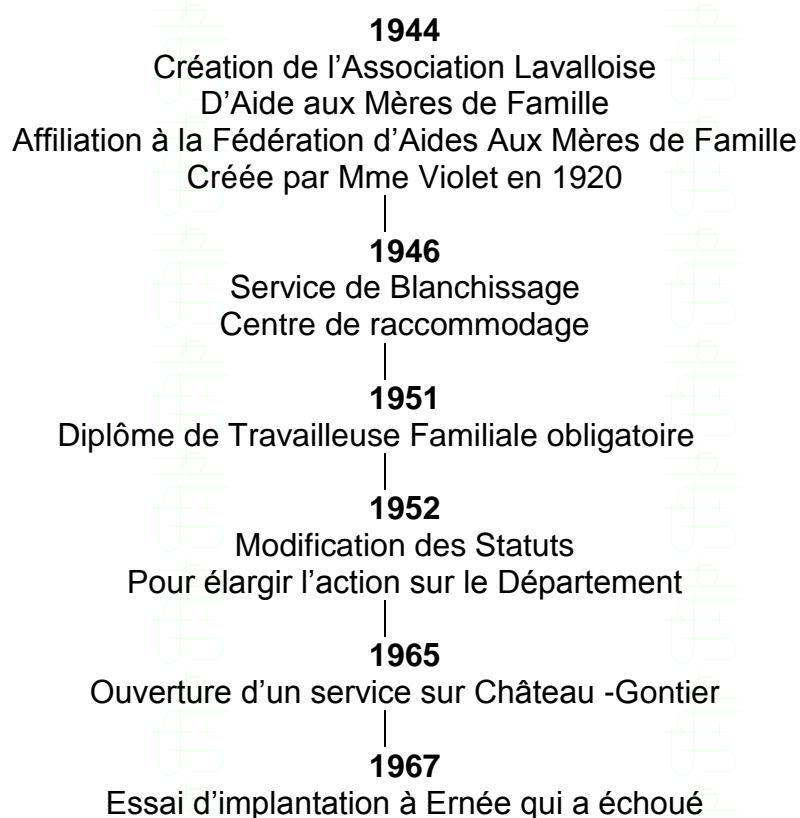 1944
Création de l’Association Lavalloise
D’Aide aux Mères de Famille
Affiliation à la Fédération d’Aides Aux Mères de Famille
Créée par Mme Violet en 1920
1946
Service de Blanchissage
Centre de raccommodage
1951
Diplôme de Travailleuse Familiale obligatoire
1952
Modification des Statuts
Pour élargir l’action sur le Département
1965
Ouverture d’un service sur Château -Gontier
1967
Essai d’implantation à Ernée qui a échoué